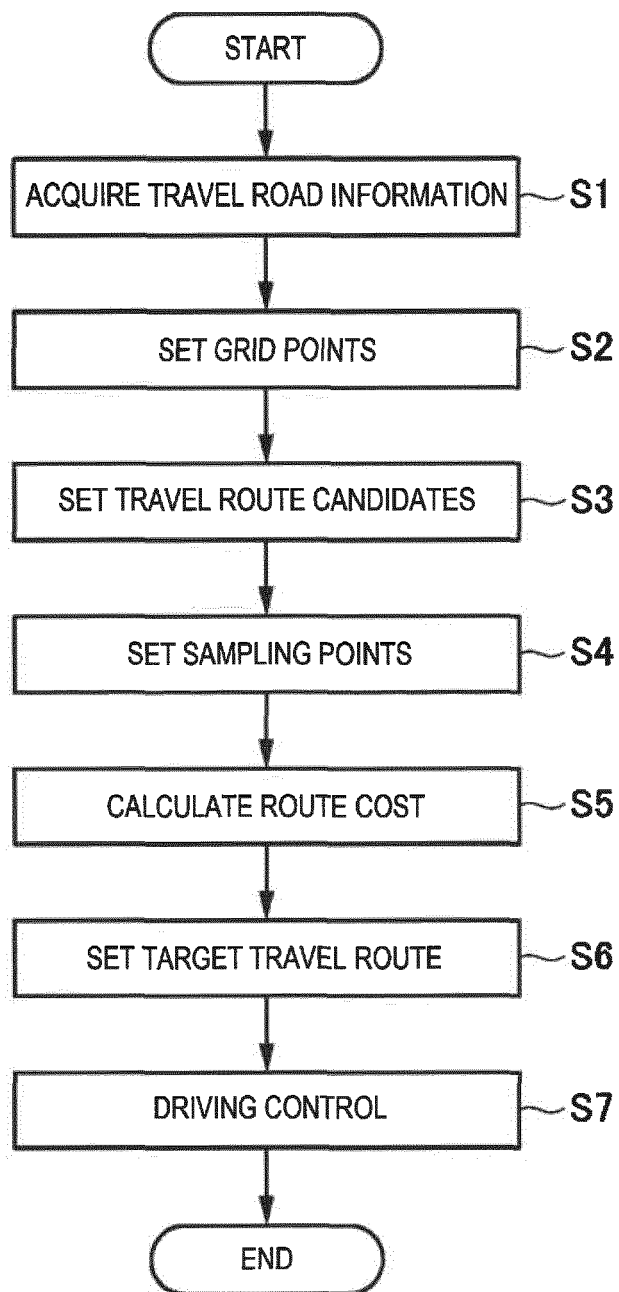 START
ACQUIRE TRAVEL ROAD INFORMATION S1
SET GRID POINTS S2
SET TRAVEL ROUTE CANDIDATES S3
SET SAMPLING POINTS S4
CALCULATE ROUTE COST S5
SET TARGET TRAVEL ROUTE S6
DRIVING CONTROL S7
END